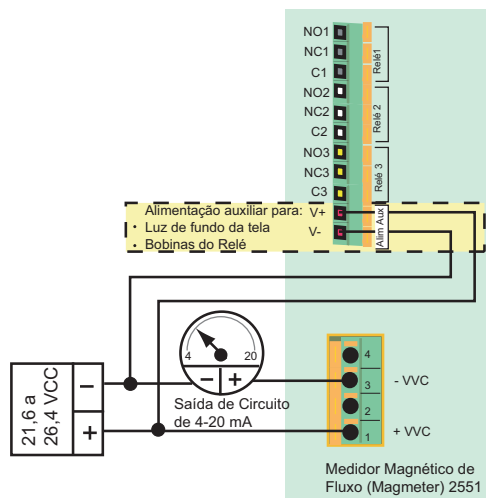 NO1
NC1
C1
Relé1
NO2
NC2
C2
Relé 2
NO3
NC3
C3
Relé 3
Alimentação auxiliar para:
• Luz de fundo da tela
• Bobinas do Relé
V+
V-
Alim Aux
4 20
- +
Saída de Circuito
de 4-20 mA
21,6 a
26,4 VCC
-
+
4
3
2
1
- VVC
+ VVC
Medidor Magnético de
Fluxo (Magmeter) 2551